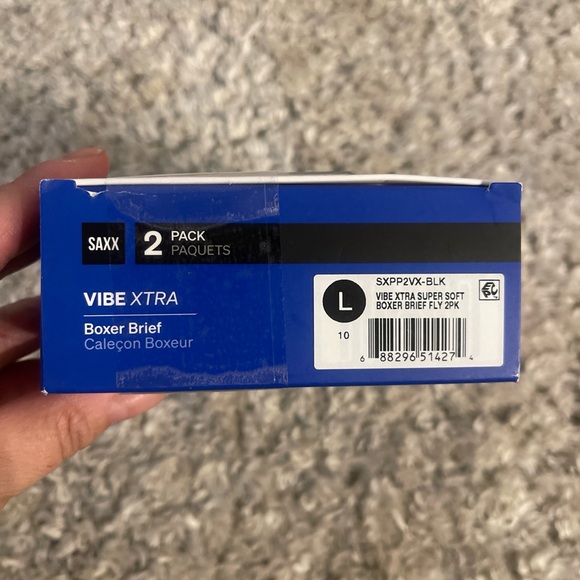 SAXX
2 PACK
PAQUETS
VIBE XTRA
Boxer Brief
Caleçon Boxeur
SXPP2VX-BLK
L
VIBE XTRA SUPER SOFT
BOXER BRIEF FLY 2PK
10
6 88296 51427 4